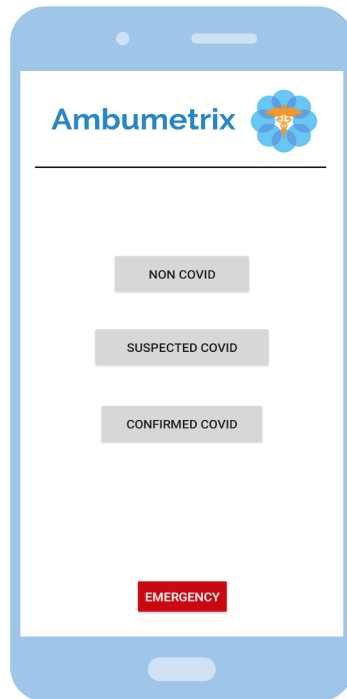 Ambumetrix
NON COVID
SUSPECTED COVID
CONFIRMED COVID
EMERGENCY